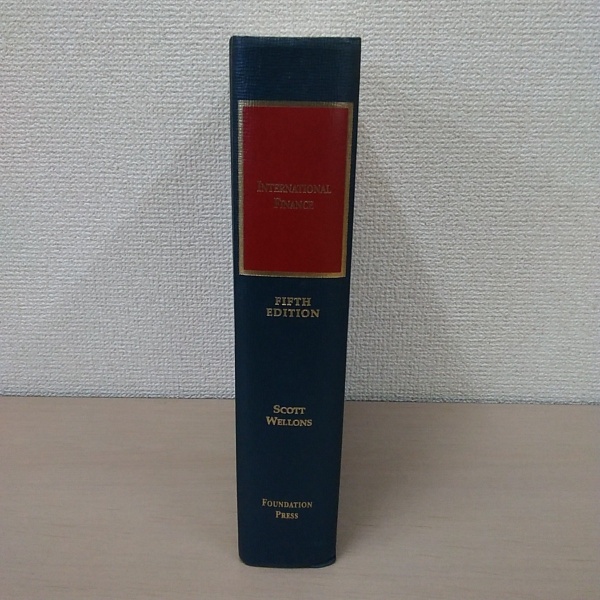 INTERNATIONAL
FINANCE
FIFTH
EDITION
SCOTT
WELLONS
FOUNDATION
PRESS